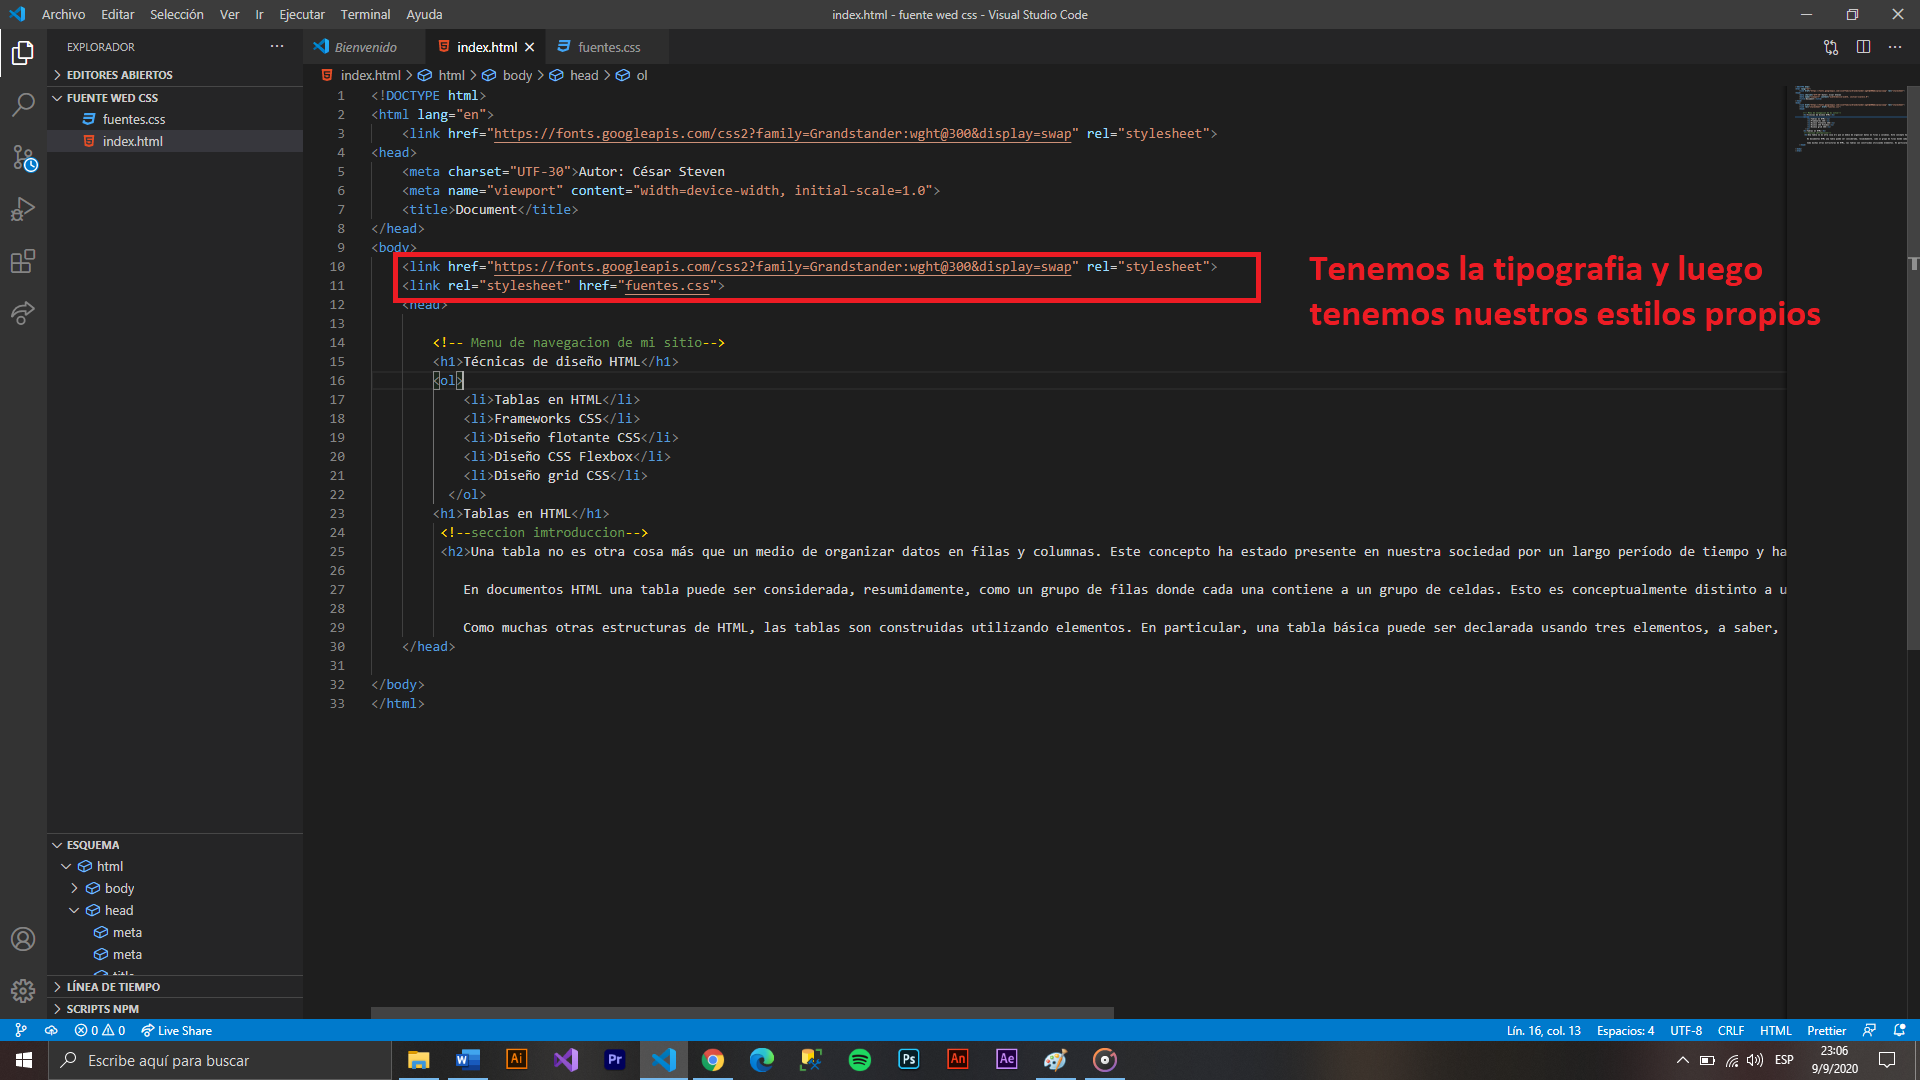 Archivo Editar Selección Ver Ir Ejecutar Terminal Ayuda
index.html - fuente wed css - Visual Studio Code
EXPLORADOR
EDITORES ABIERTOS
FUENTE WED CSS
fuentes.css
index.html
Bienvenido
index.html
fuentes.css
index.html > html > body > head > ol
1 <!DOCTYPE html>
2 <html lang="en">
3 <link href="https://fonts.googleapis.com/css2?family=Grandstander:wght@300&display=swap" rel="stylesheet">
4 <head>
5 <meta charset="UTF-30">Autor: César Steven
6 <meta name="viewport" content="width=device-width, initial-scale=1.0">
7 <title>Document</title>
8 </head>
9 <body>
10 <link href="https://fonts.googleapis.com/css2?family=Grandstander:wght@300&display=swap" rel="stylesheet">
11 <link rel="stylesheet" href="fuentes.css">
12 <head>
13
14 <!-- Menu de navegacion de mi sitio-->
15 <h1>Técnicas de diseño HTML</h1>
16 <ol>
17 <li>Tablas en HTML</li>
18 <li>Frameworks CSS</li>
19 <li>Diseño flotante CSS</li>
20 <li>Diseño CSS Flexbox</li>
21 <li>Diseño grid CSS</li>
22 </ol>
23 <h1>Tablas en HTML</h1>
24 <!--seccion imtroduccion-->
25 <h2>Una tabla no es otra cosa más que un medio de organizar datos en filas y columnas. Este concepto ha estado presente en nuestra sociedad por un largo período de tiempo y ha
26
27 En documentos HTML una tabla puede ser considerada, resumidamente, como un grupo de filas donde cada una contiene a un grupo de celdas. Esto es conceptualmente distinto a u
28
29 Como muchas otras estructuras de HTML, las tablas son construidas utilizando elementos. En particular, una tabla básica puede ser declarada usando tres elementos, a saber,
30 </head>
31
32 </body>
33 </html>
Tenemos la tipografia y luego
tenemos nuestros estilos propios
ESQUEMA
html
body
head
meta
meta
title
LÍNEA DE TIEMPO
SCRIPTS NPM
0 0 Live Share
Lín. 16, col. 13 Espacios: 4 UTF-8 CRLF HTML Prettier
Escribe aquí para buscar
W Ai Pr Ps An Ae
ESP
23:06
9/9/2020